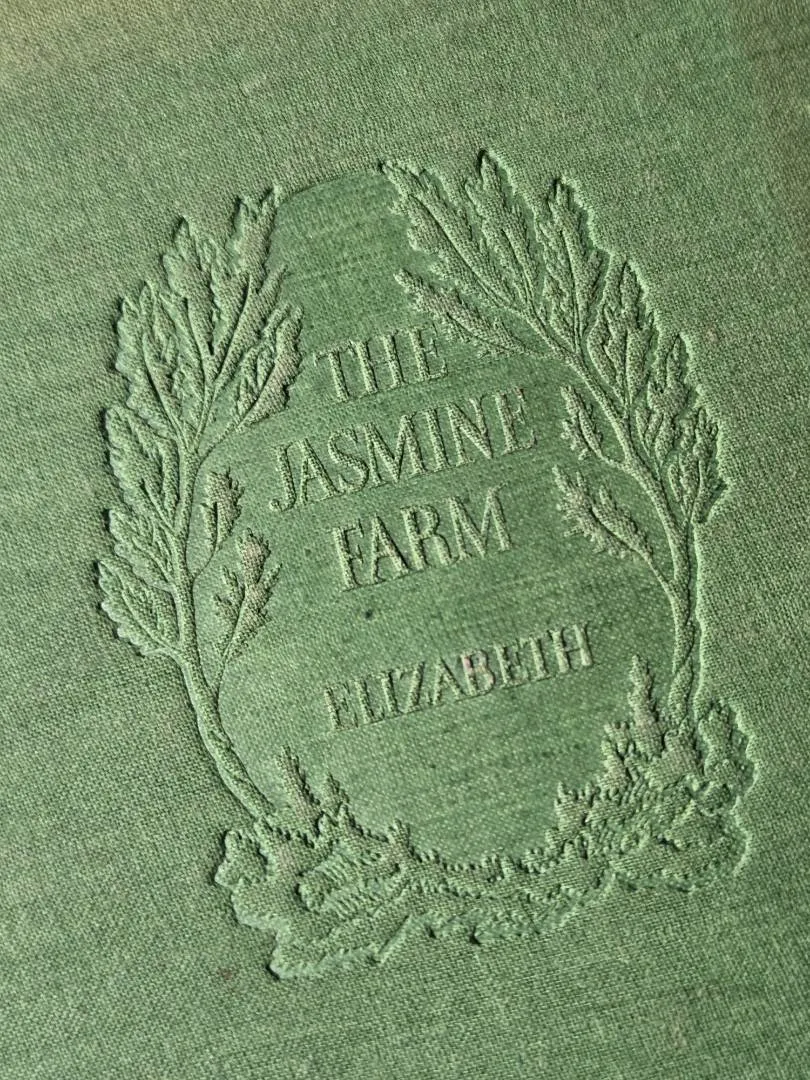 THE
JASMINE
FARM
ELIZABETH